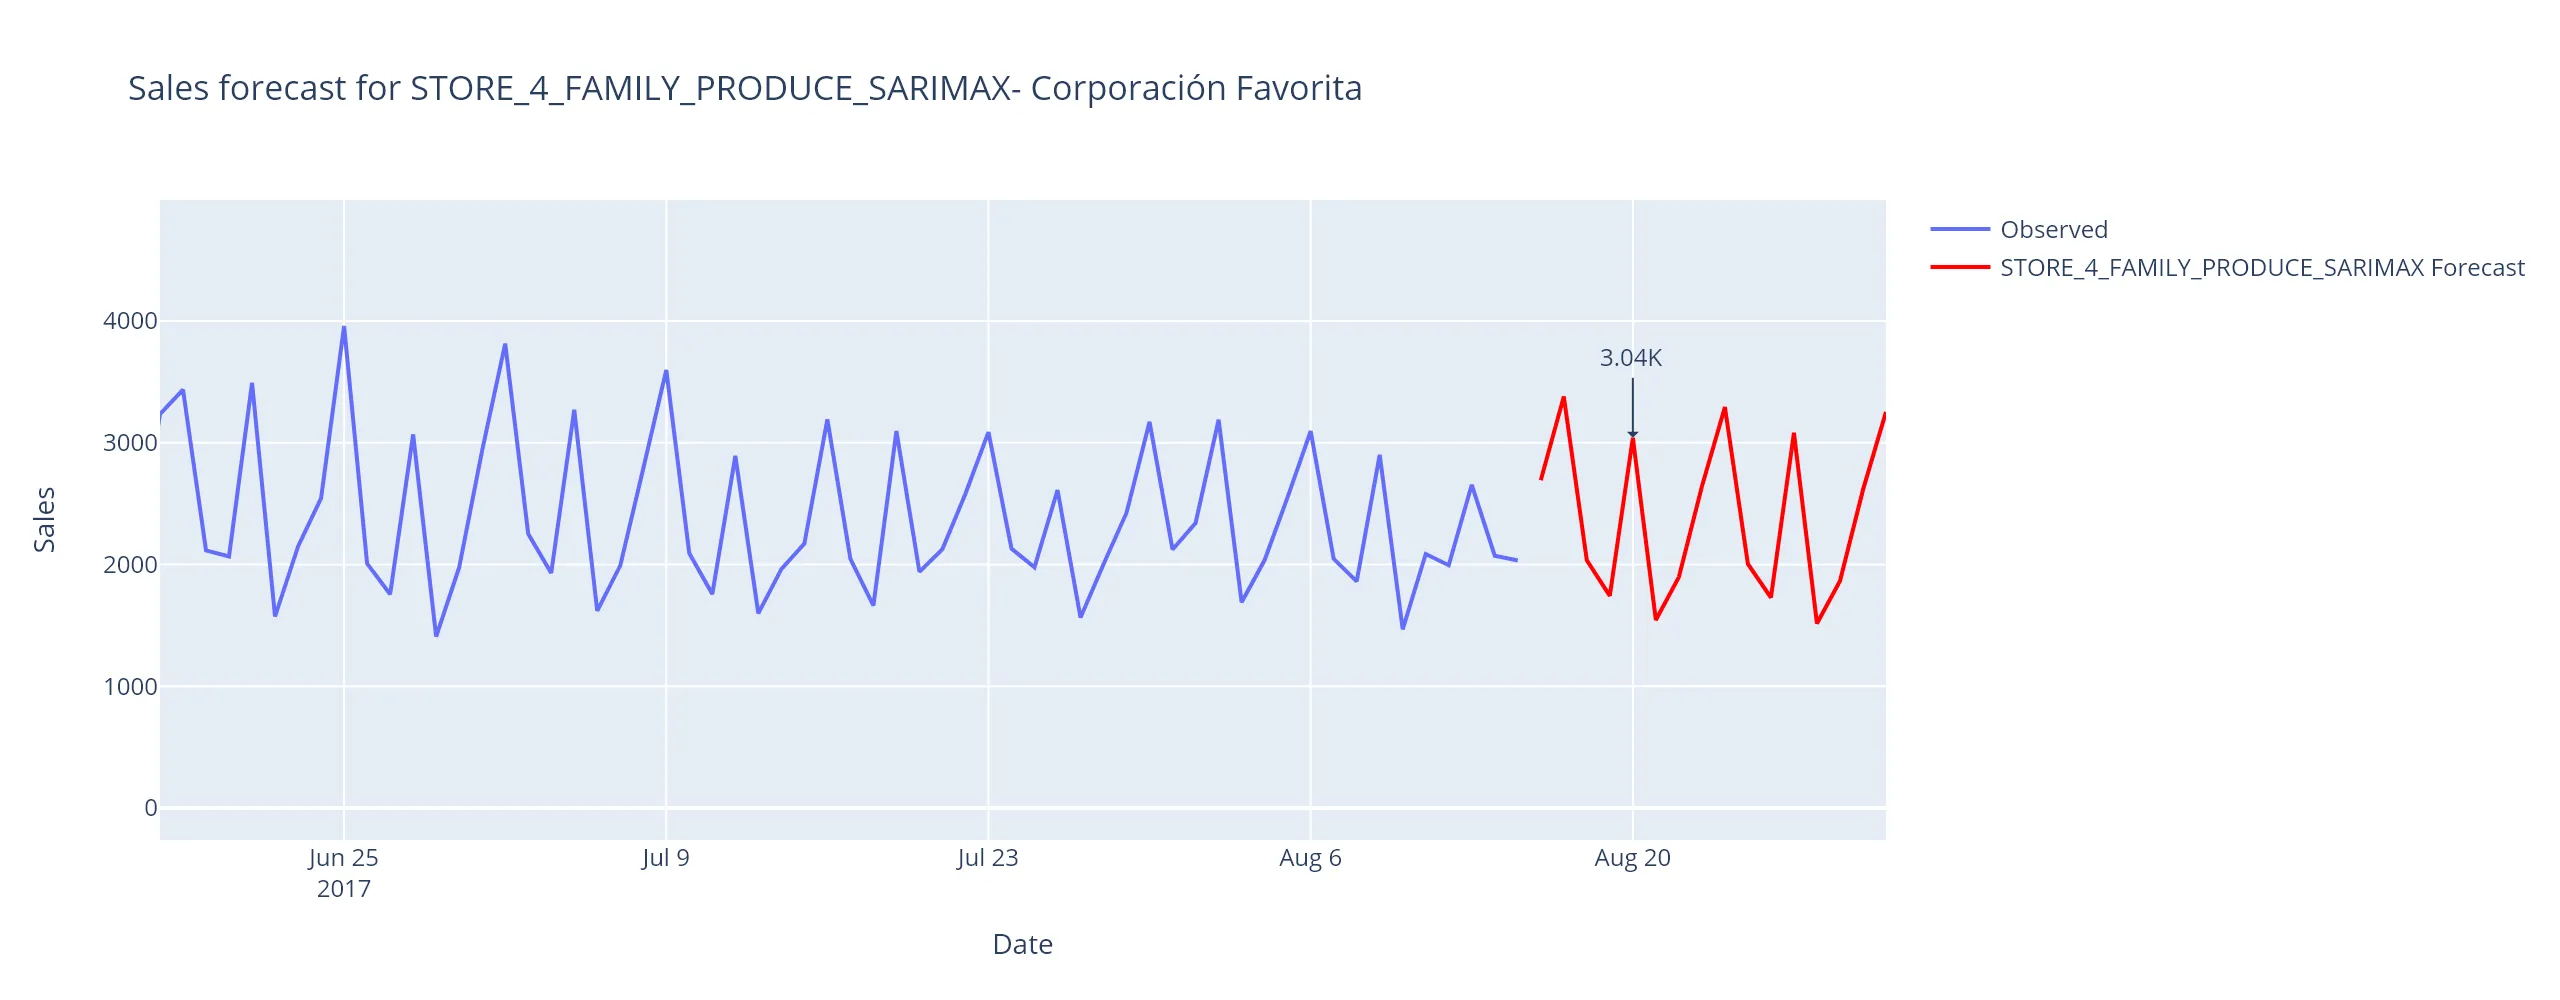 Sales forecast for STORE_4_FAMILY_PRODUCE_SARIMAX- Corporación Favorita
Observed
STORE_4_FAMILY_PRODUCE_SARIMAX Forecast
4000
3000
2000
1000
0
Sales
3.04K
Jun 25
2017
Jul 9
Jul 23
Aug 6
Aug 20
Date